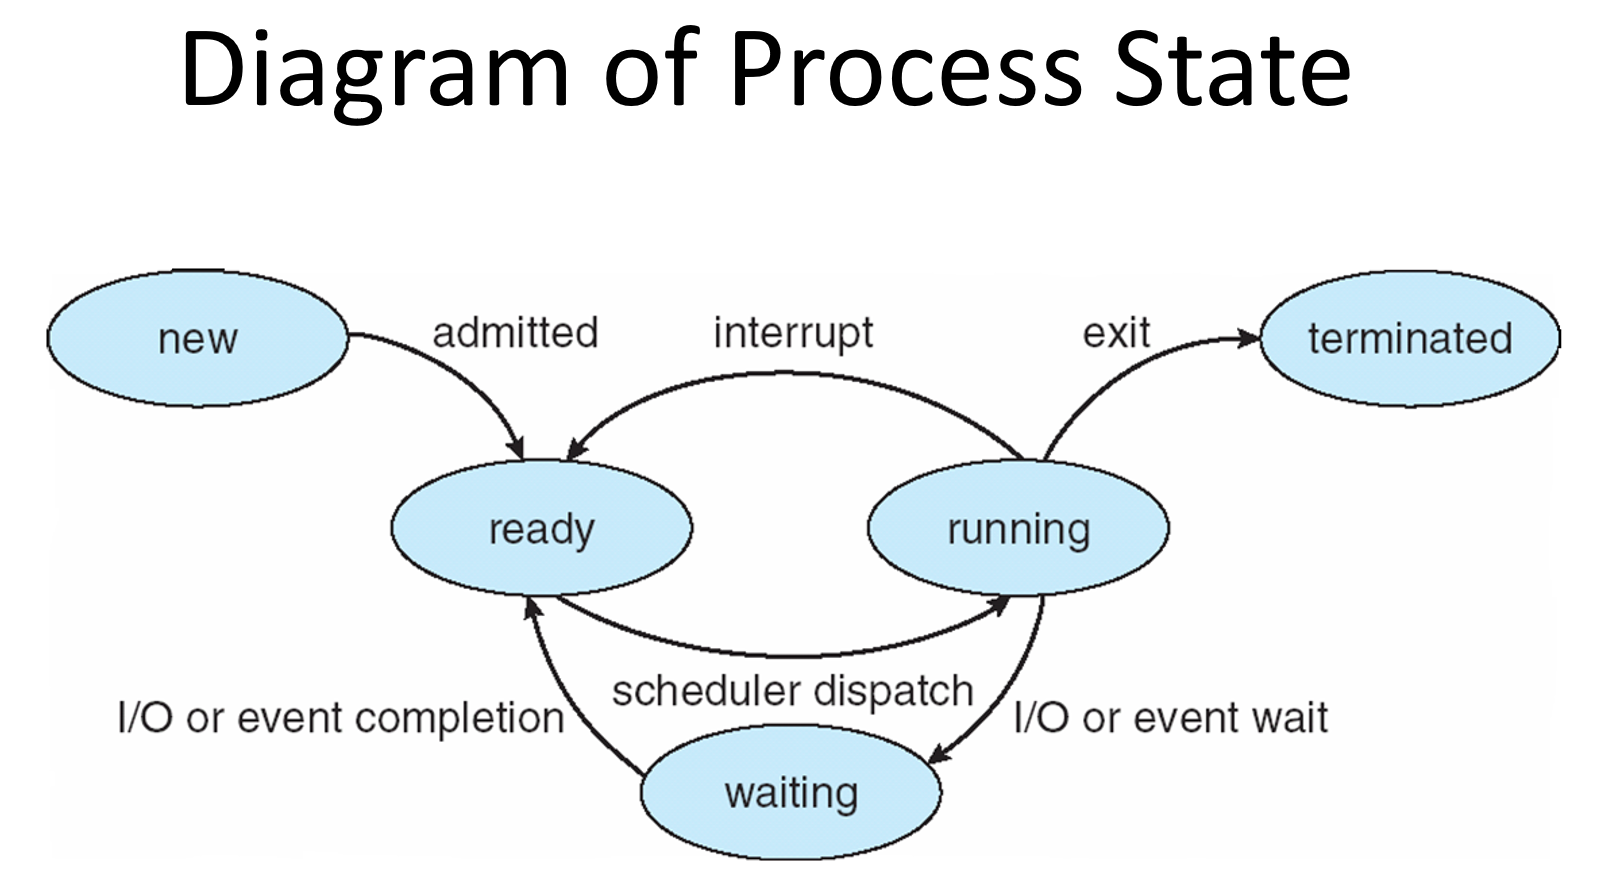 Diagram of Process State
new
admitted
interrupt
exit
terminated
ready
running
scheduler dispatch
I/O or event completion
I/O or event wait
waiting